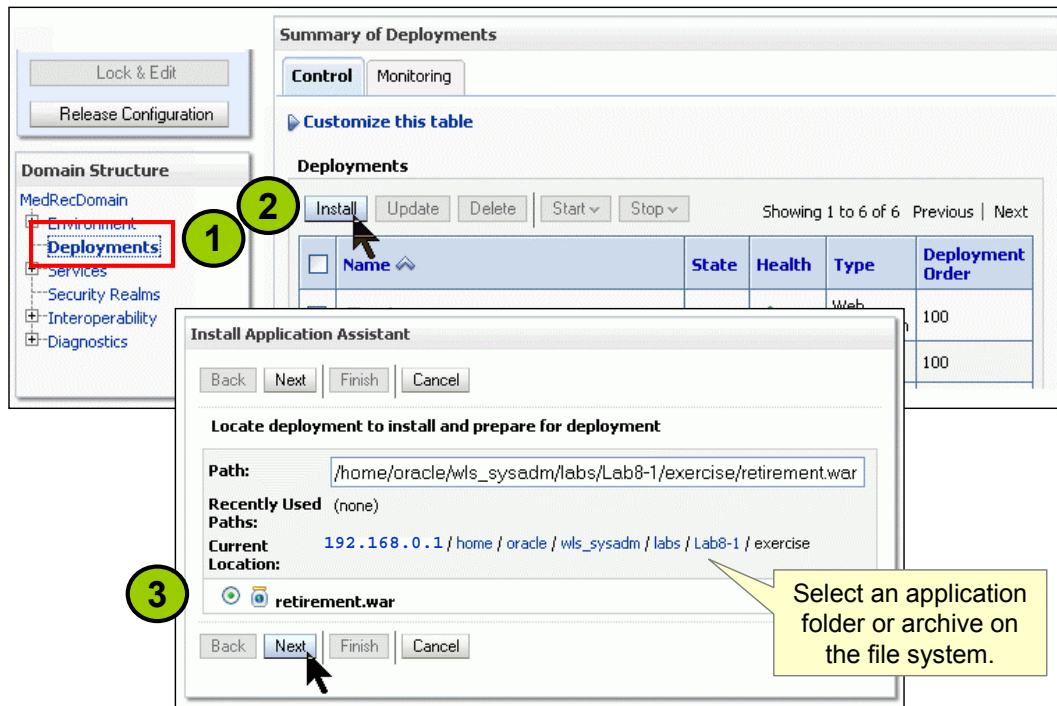 Summary of Deployments
Lock & Edit
Release Configuration
Control Monitoring
Customize this table
Domain Structure
MedRecDomain
Environment
Deployments
Services
Security Realms
Interoperability
Diagnostics
1
Deployments
2
Install Update Delete Start Stop Showing 1 to 6 of 6 Previous | Next
Name State Health Type Deployment Order
Web
100
100
Install Application Assistant
Back Next Finish Cancel
Locate deployment to install and prepare for deployment
Path: /home/oracle/wls_sysadm/labs/Lab8-1/exercise/retirement.war
Recently Used Paths: (none)
Current Location: 192.168.0.1 / home / oracle / wls_sysadm / labs / Lab8-1 / exercise
3
retirement.war
Back Next Finish Cancel
Select an application
folder or archive on
the file system.